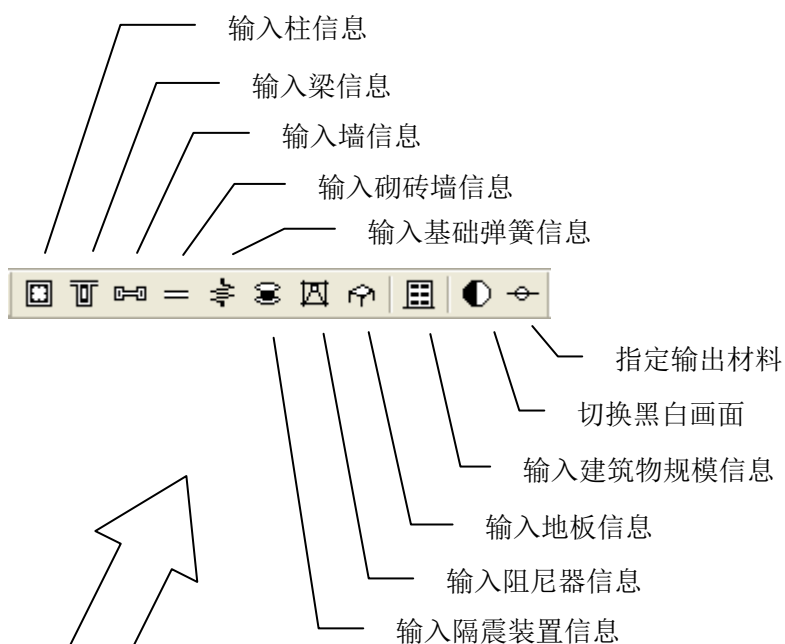 输入柱信息
输入梁信息
输入墙信息
输入砌砖墙信息
输入基础弹簧信息
指定输出材料
切换黑白画面
输入建筑物规模信息
输入地板信息
输入阻尼器信息
输入隔震装置信息